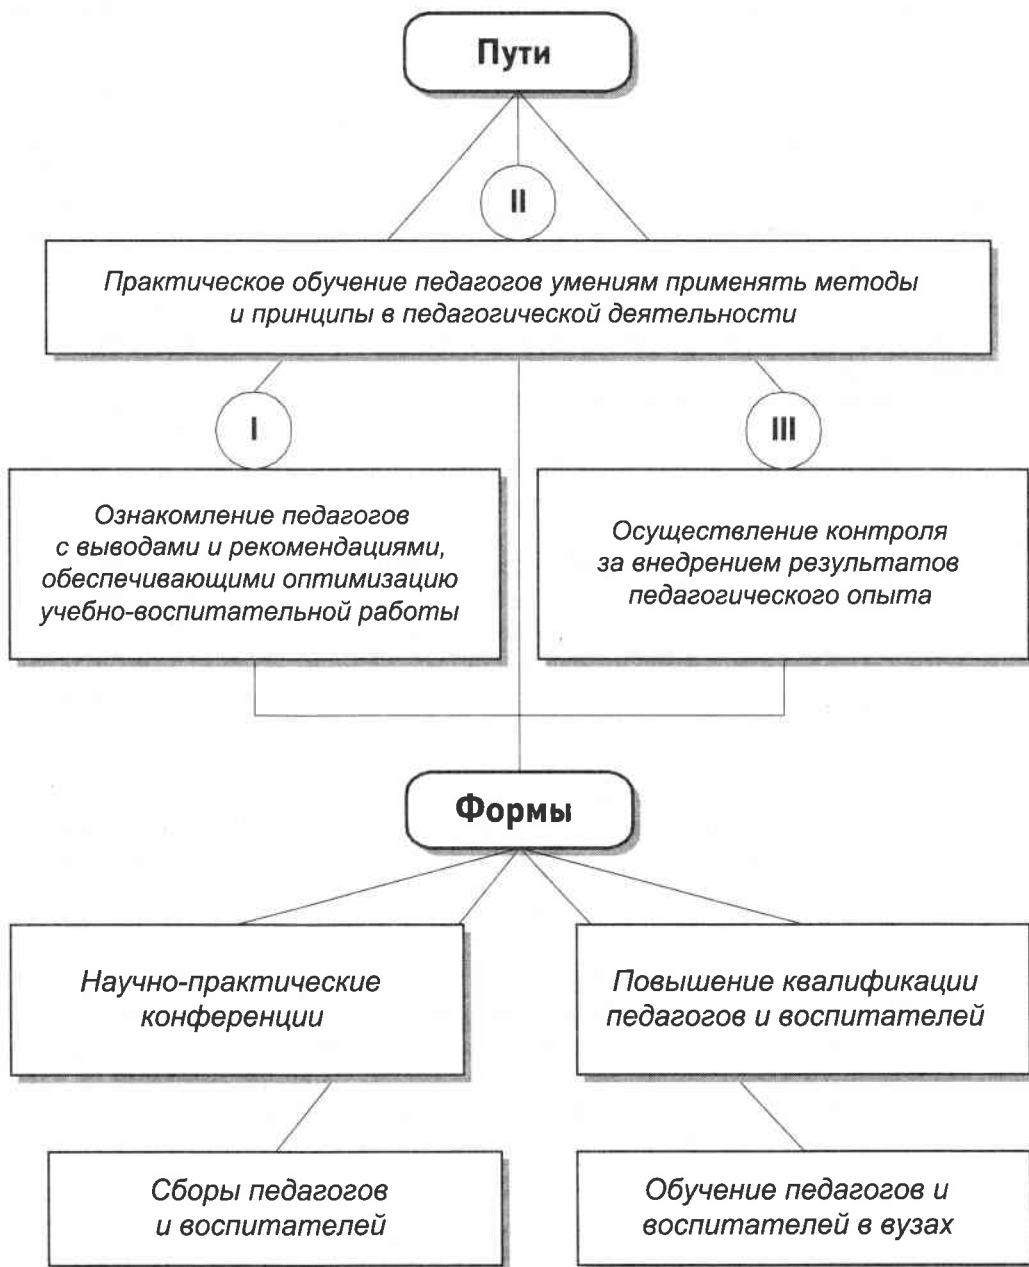 Пути
II
Практическое обучение педагогов умениям применять методы
и принципы в педагогической деятельности
I
Ознакомление педагогов
с выводами и рекомендациями,
обеспечивающими оптимизацию
учебно-воспитательной работы
III
Осуществление контроля
за внедрением результатов
педагогического опыта
Формы
Научно-практические
конференции
Повышение квалификации
педагогов и воспитателей
Сборы педагогов
и воспитателей
Обучение педагогов и
воспитателей в вузах